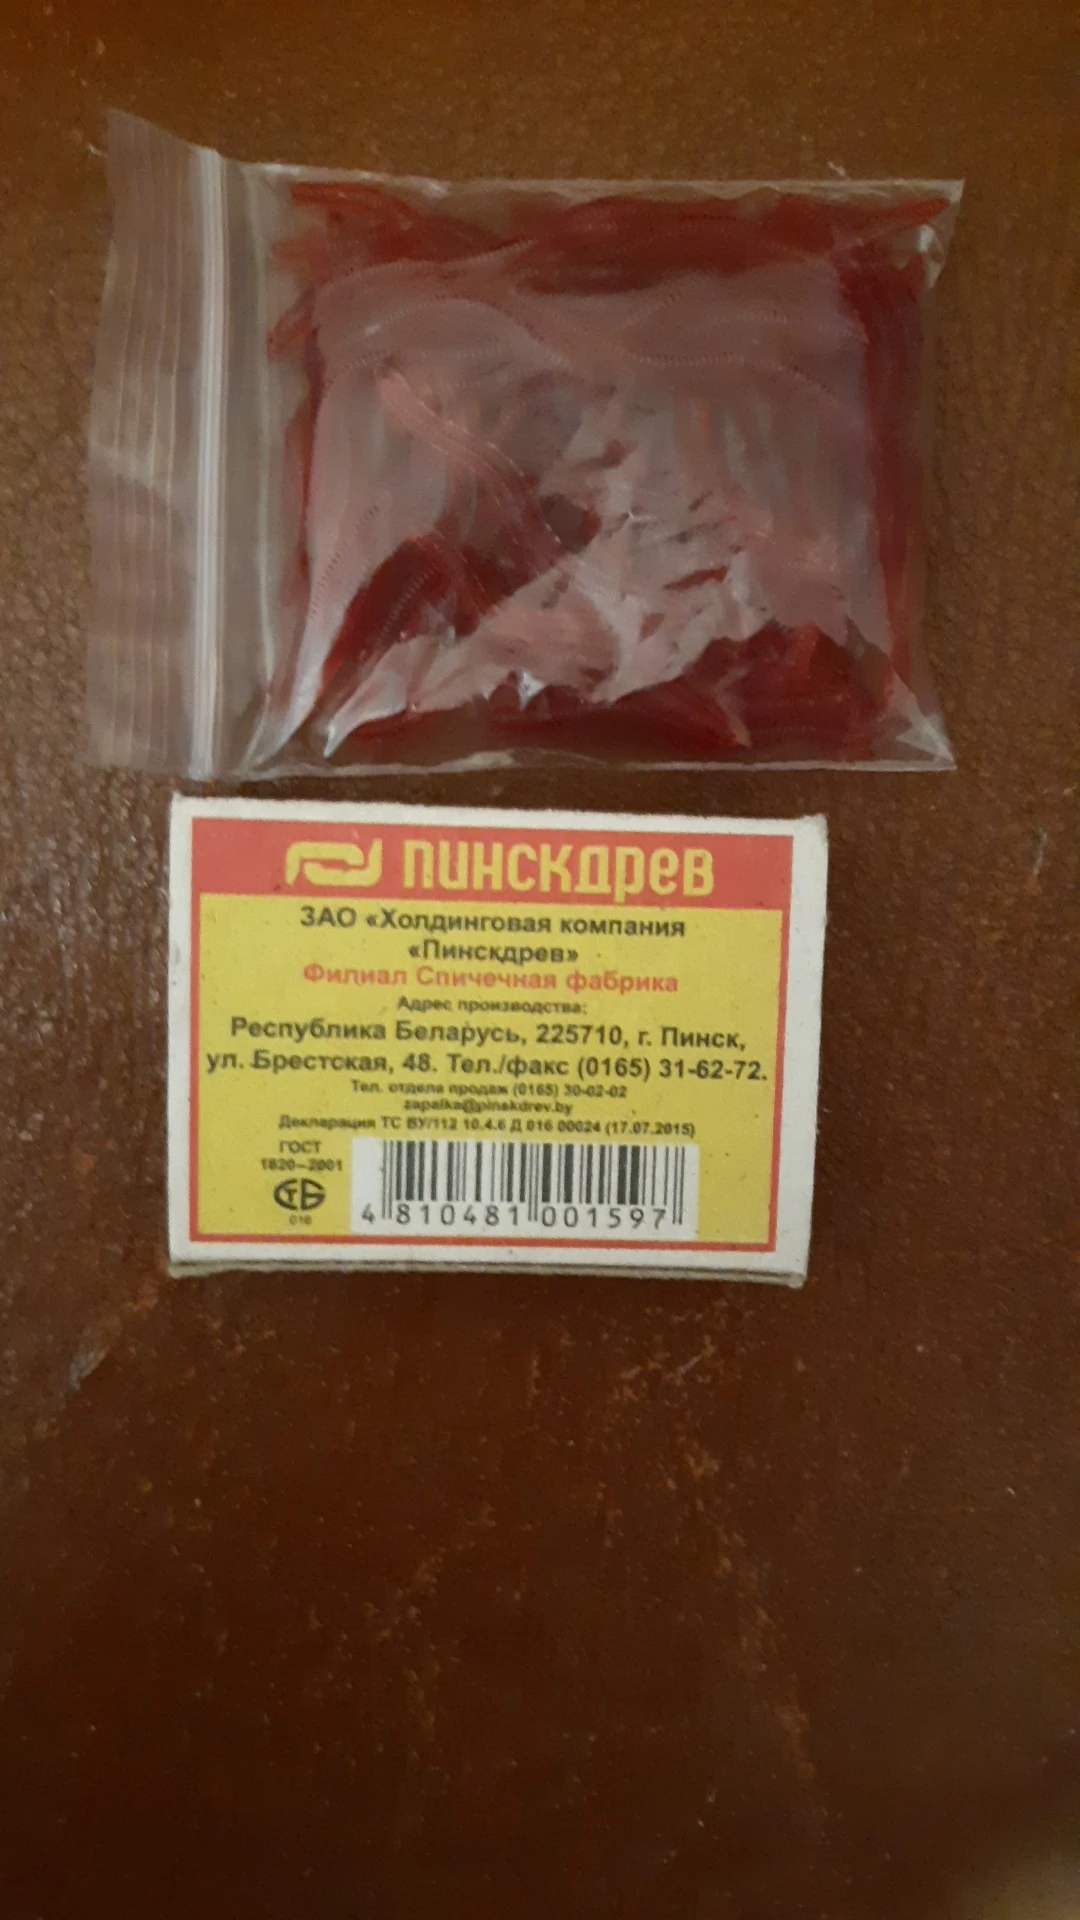 пинскдрев
ЗАО «Холдинговая компания
«Пинскдрев»
Филиал Спичечная фабрика
Адрес производства:
Республика Беларусь, 225710, г. Пинск,
ул. Брестская, 48. Тел./факс (0165) 31-62-72.
Тел. отдела продаж (0165) 30-02-02
zapalka@pinskdrev.by
Декларация ТС BY/112 10.4.6 Д 016 00024 (17.07.2015)
ГОСТ
1820–2001
СТБ
016
4 810481 001597